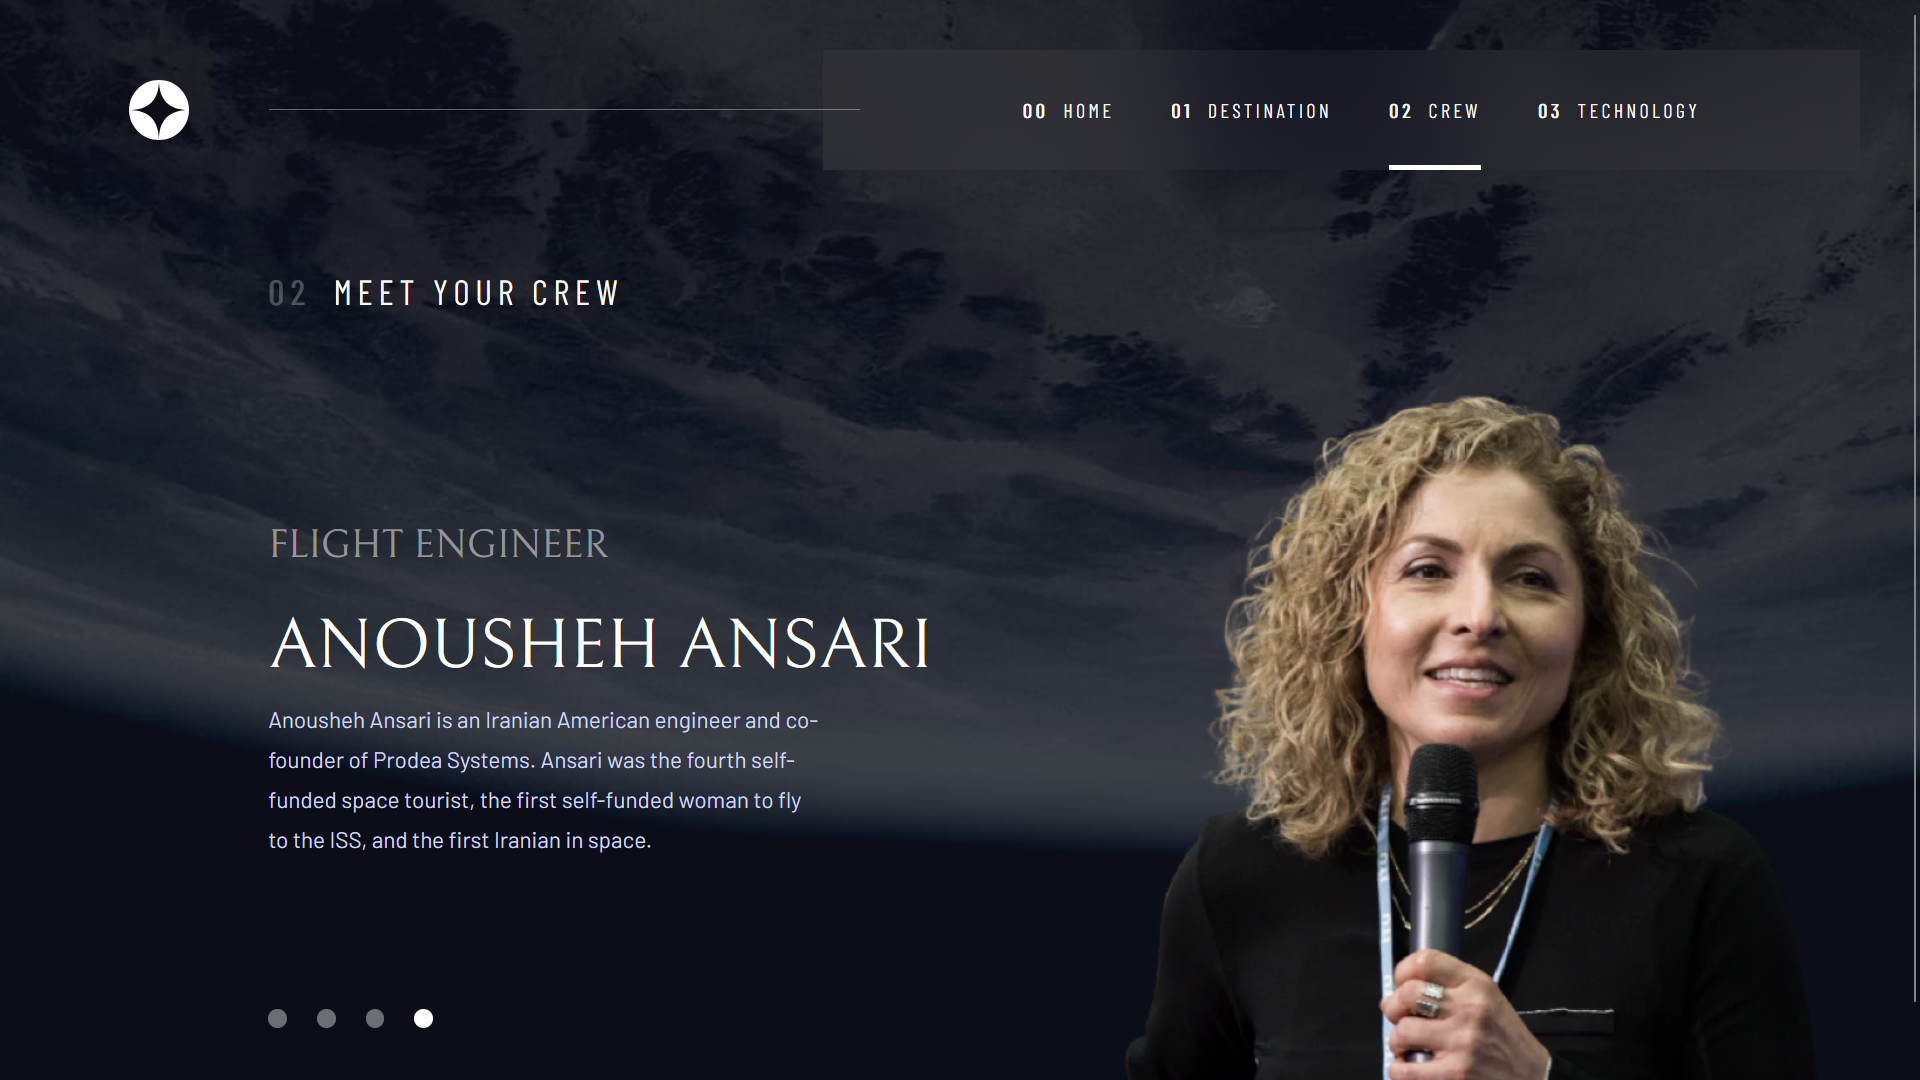 00 HOME 01 DESTINATION 02 CREW 03 TECHNOLOGY
02 MEET YOUR CREW
FLIGHT ENGINEER
ANOUSHEH ANSARI
Anousheh Ansari is an Iranian American engineer and co-
founder of Prodea Systems. Ansari was the fourth self-
funded space tourist, the first self-funded woman to fly
to the ISS, and the first Iranian in space.